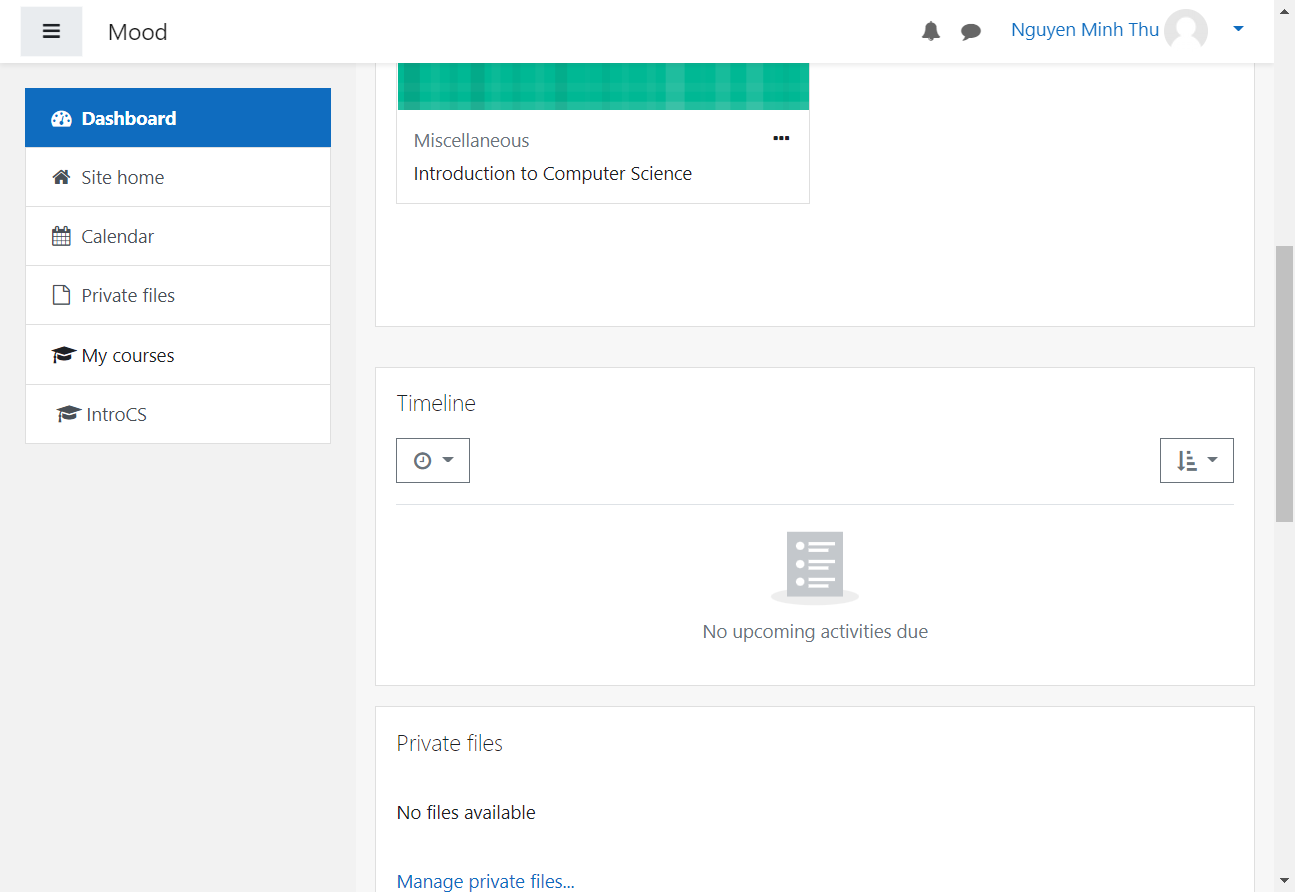 Mood
Nguyen Minh Thu
Dashboard
Site home
Calendar
Private files
My courses
IntroCS
Miscellaneous
Introduction to Computer Science
Timeline
No upcoming activities due
Private files
No files available
Manage private files...